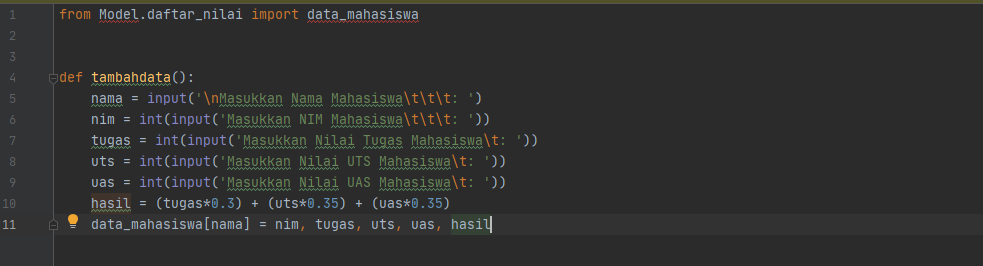 1 from Model.daftar_nilai import data_mahasiswa
2
3
4 def tambahdata():
5     nama = input('\nMasukkan Nama Mahasiswa\t\t\t: ')
6     nim = int(input('Masukkan NIM Mahasiswa\t\t\t: '))
7     tugas = int(input('Masukkan Nilai Tugas Mahasiswa\t: '))
8     uts = int(input('Masukkan Nilai UTS Mahasiswa\t: '))
9     uas = int(input('Masukkan Nilai UAS Mahasiswa\t: '))
10     hasil = (tugas*0.3) + (uts*0.35) + (uas*0.35)
11     data_mahasiswa[nama] = nim, tugas, uts, uas, hasil